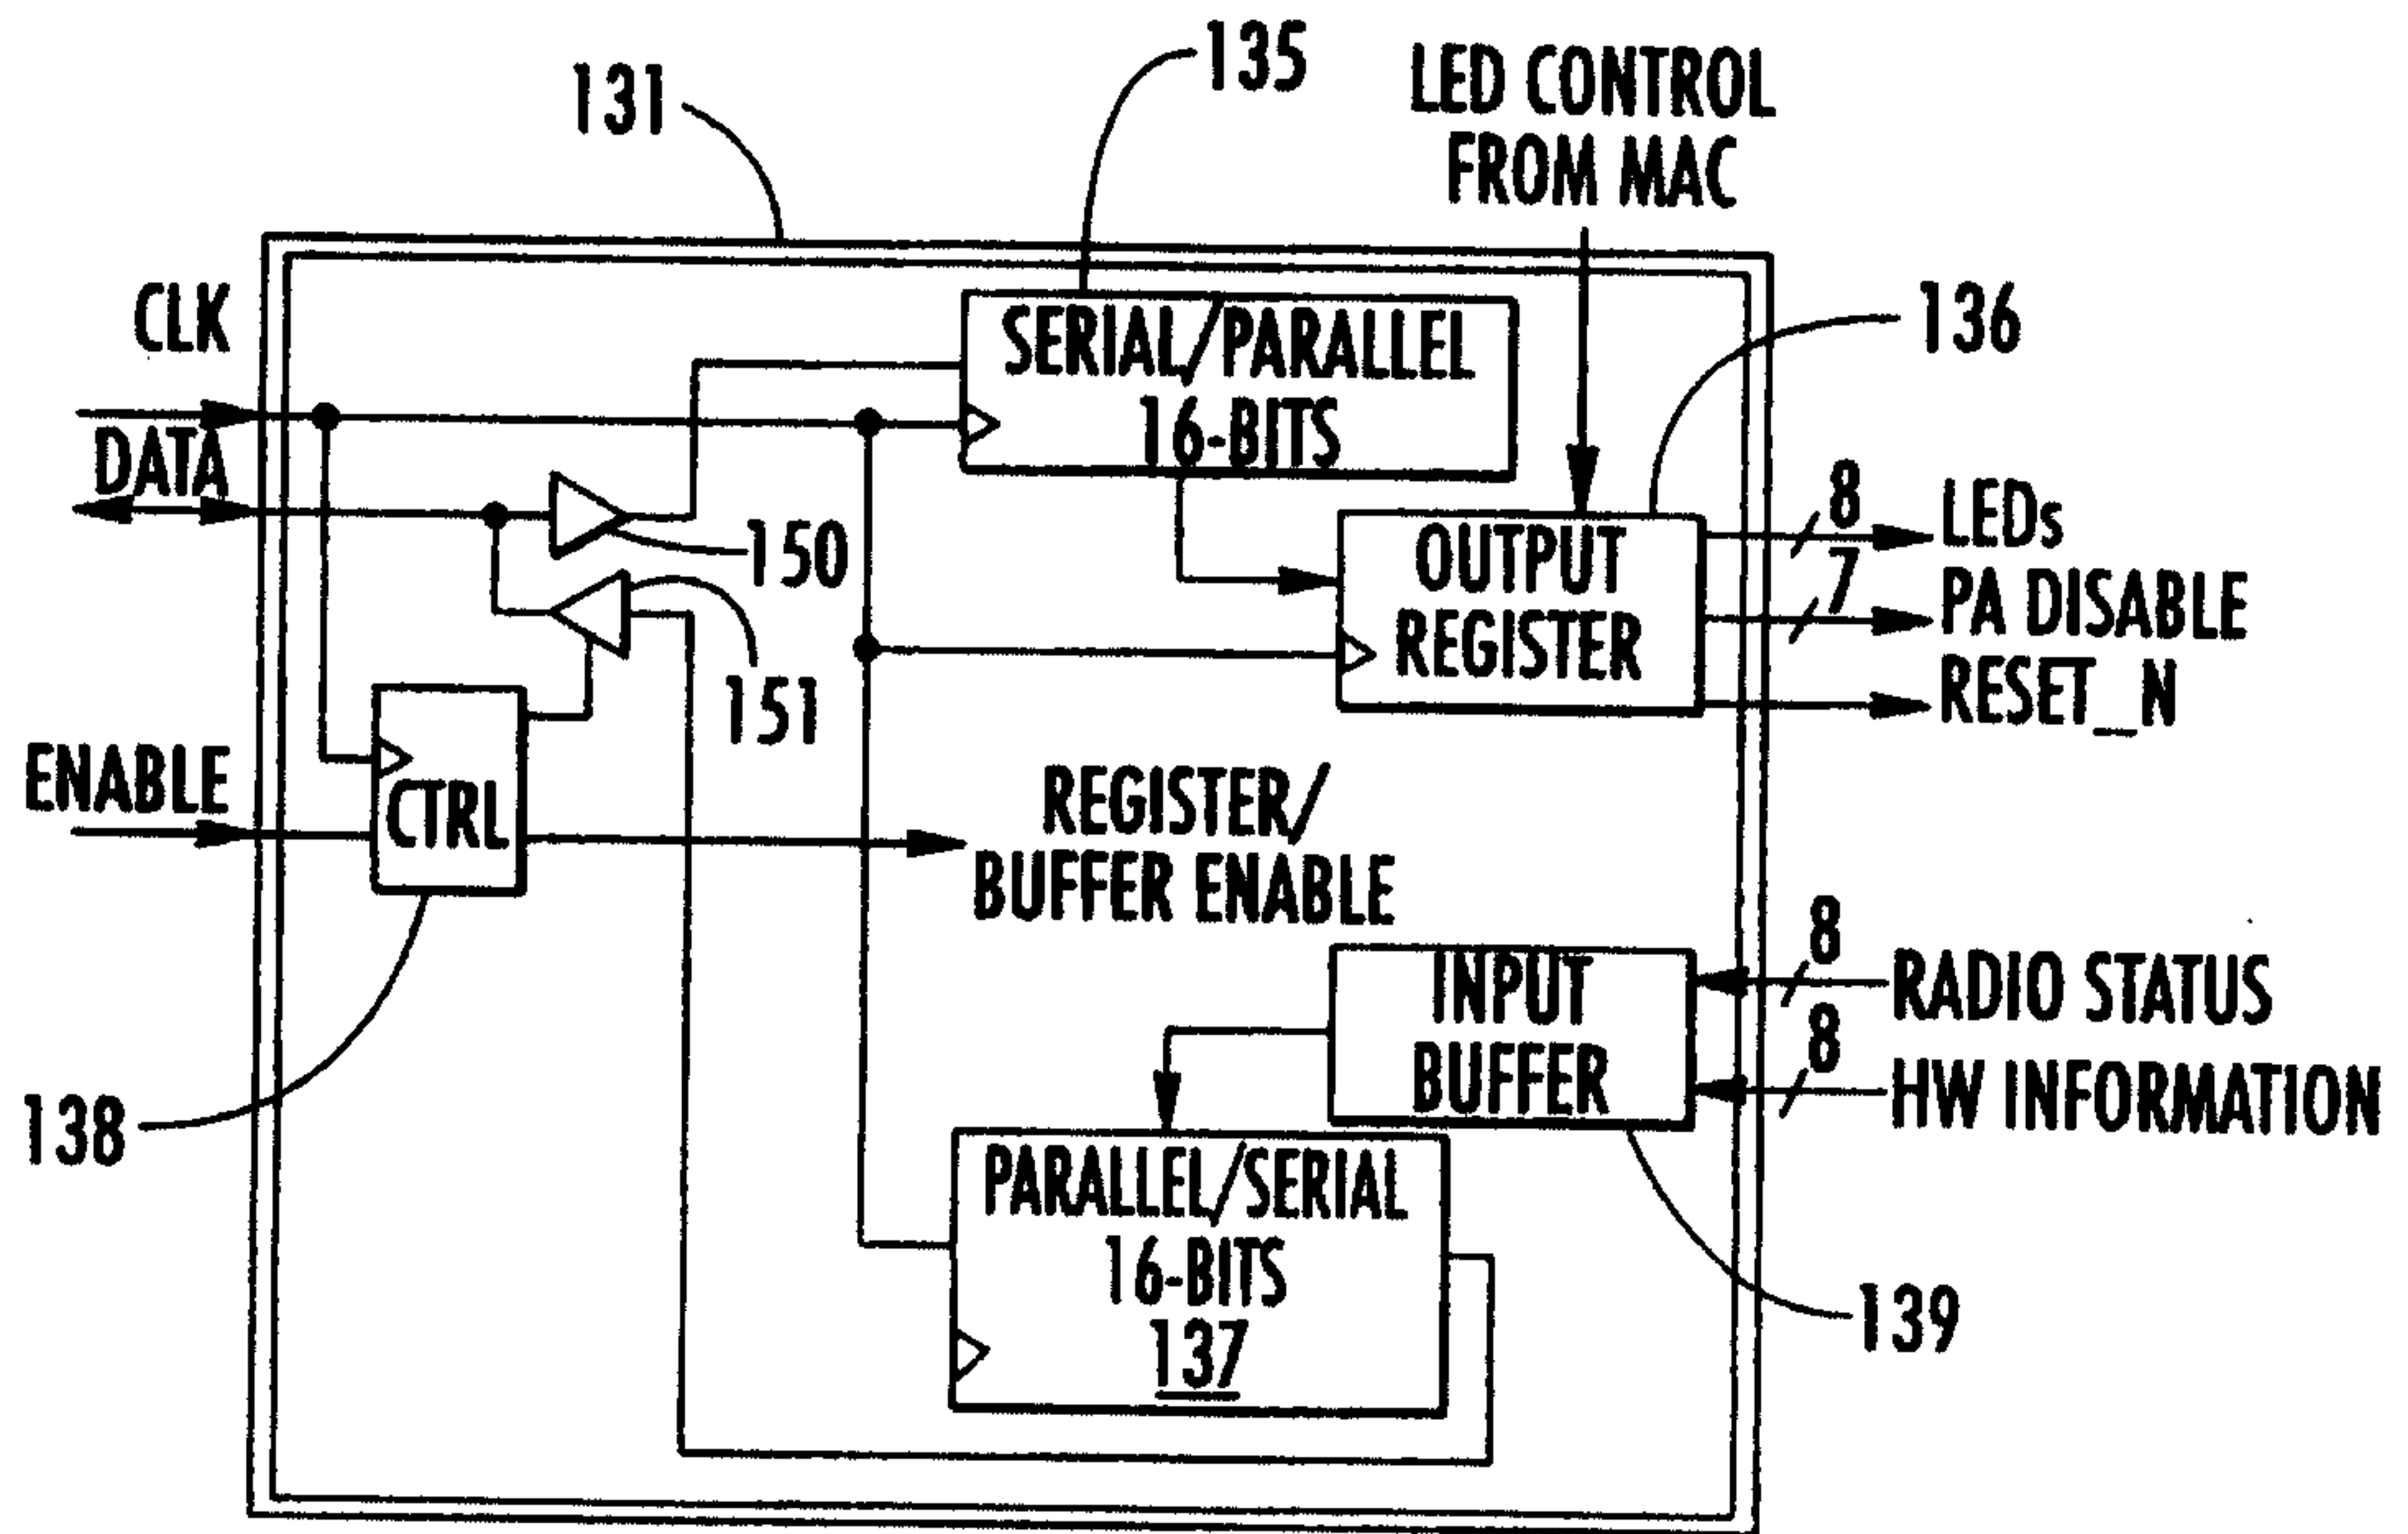 131
135
LED CONTROL
FROM MAC
CLK
DATA
ENABLE
SERIAL/PARALLEL
16-BITS
136
150
151
OUTPUT
REGISTER
8
LEDs
7
PA DISABLE
RESET_N
CTRL
REGISTER/
BUFFER ENABLE
138
INPUT
BUFFER
8
RADIO STATUS
8
HW INFORMATION
PARALLEL/SERIAL
16-BITS
137
139